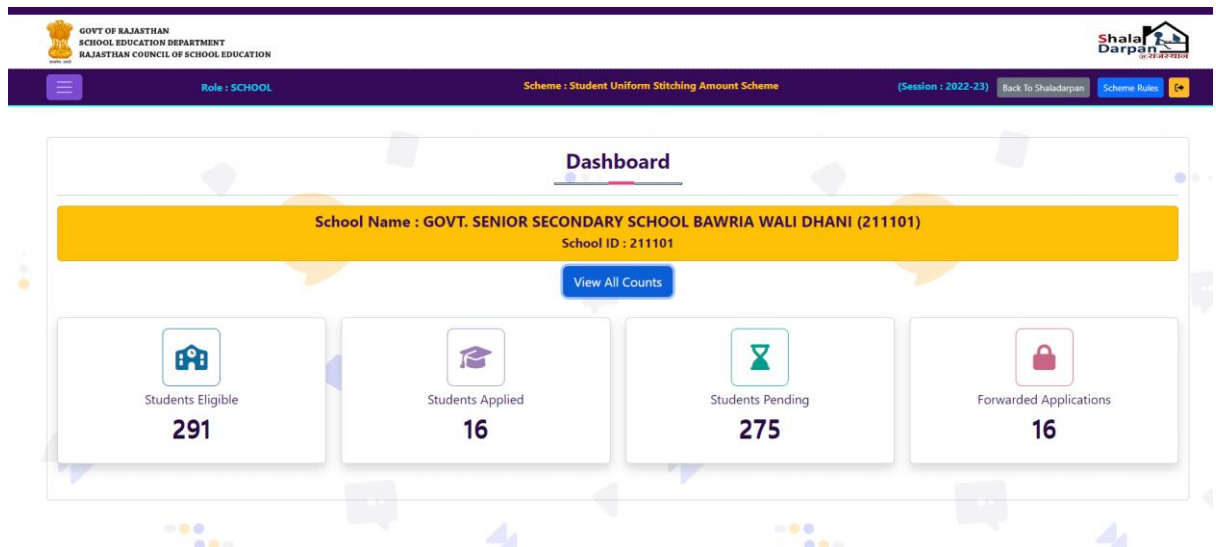 GOVT OF RAJASTHAN
SCHOOL EDUCATION DEPARTMENT
RAJASTHAN COUNCIL OF SCHOOL EDUCATION
Shala
Darpan
@राजस्थान
Role : SCHOOL
Scheme : Student Uniform Stitching Amount Scheme
(Session : 2022-23)
Back To Shaladarpan
Scheme Rules
Dashboard
School Name : GOVT. SENIOR SECONDARY SCHOOL BAWRIA WALI DHANI (211101)
School ID : 211101
View All Counts
Students Eligible
291
Students Applied
16
Students Pending
275
Forwarded Applications
16